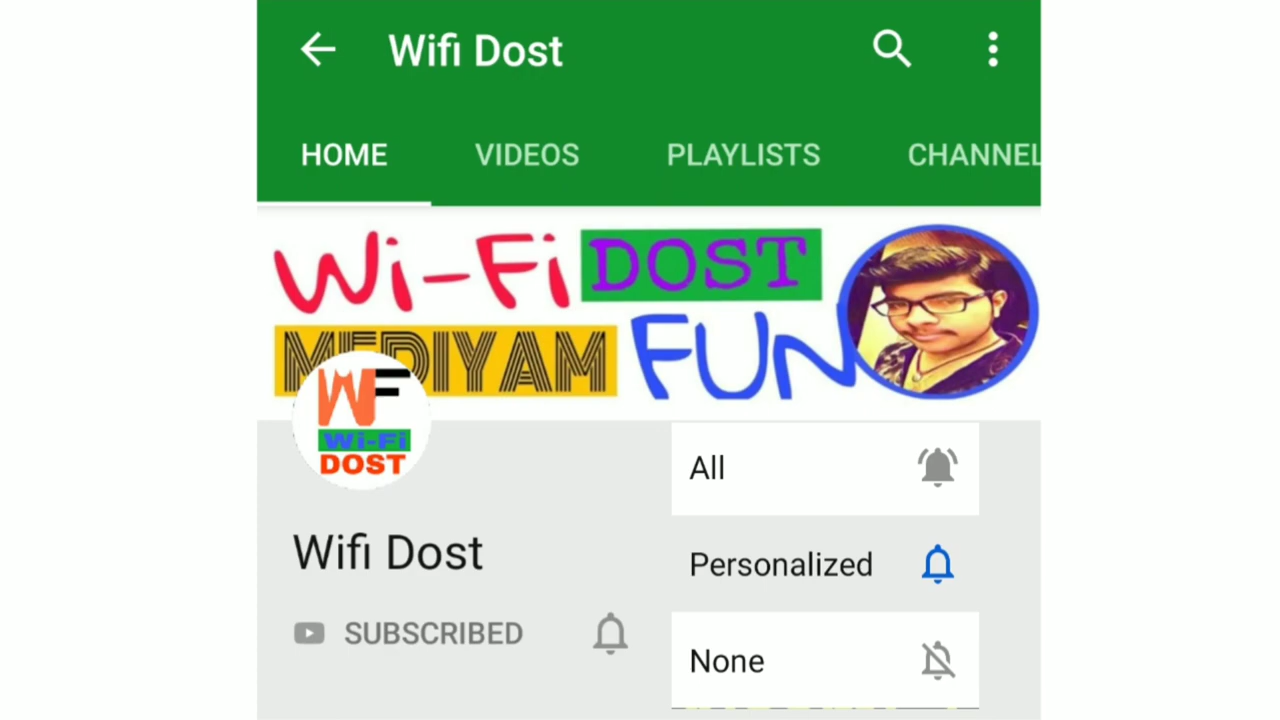 Wifi Dost
HOME VIDEOS PLAYLISTS CHANNEL
Wi-Fi DOST
MEDIYAM FUN
WF
Wi-Fi
DOST
All
Wifi Dost
Personalized
SUBSCRIBED
None